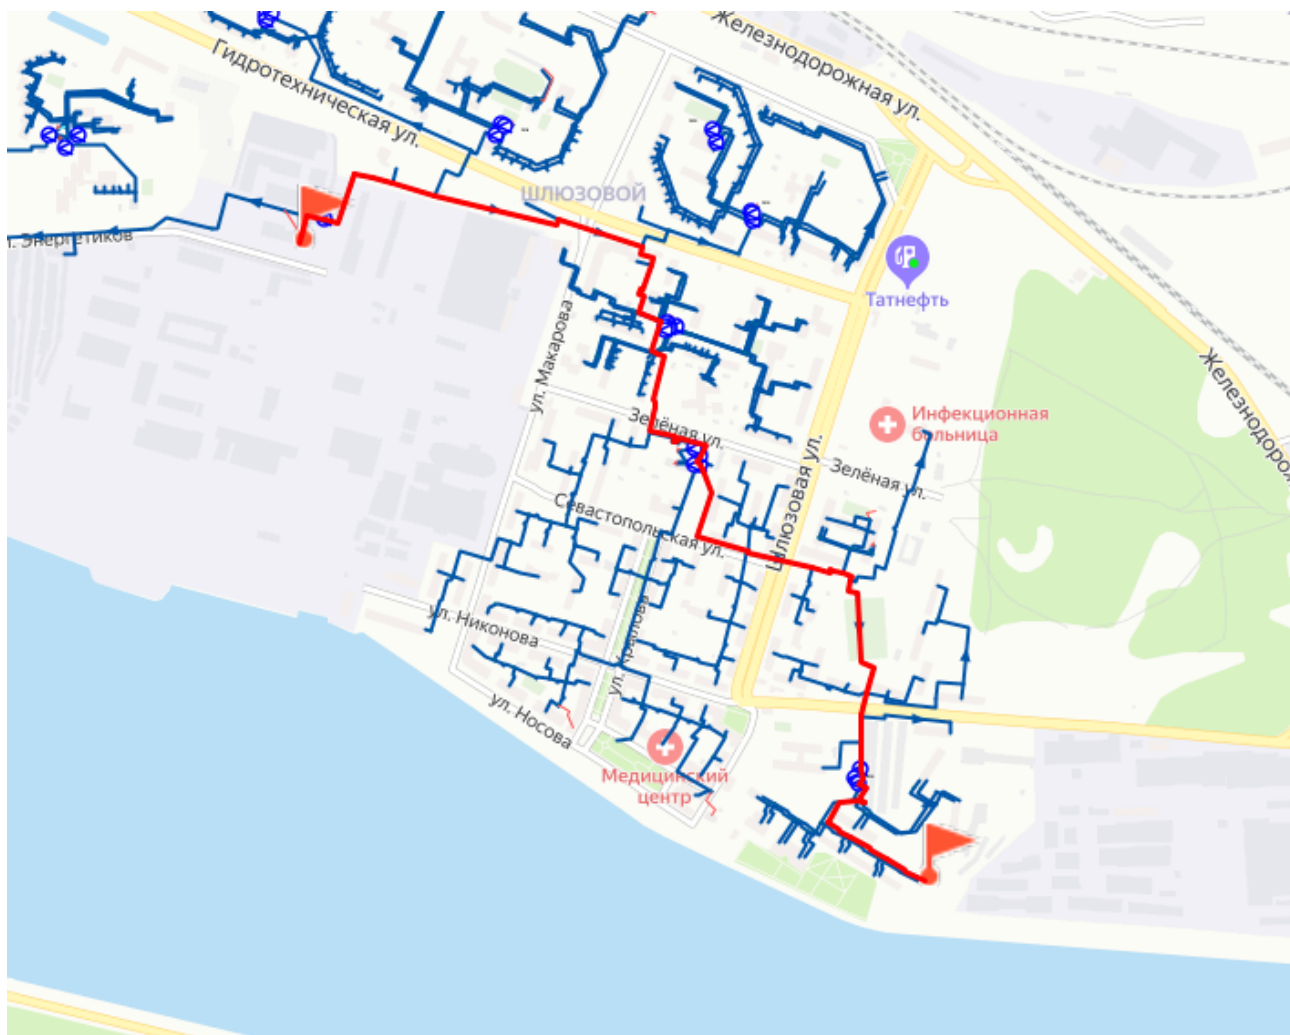 Железнодорожная ул.
Гидротехническая ул.
ШЛЮЗОВОЙ
Энергетиков
Татнефть
ул. Макарова
Железнодорож
Зелёная ул.
Инфекционная
больница
Шлюзовая ул.
Зелёная ул.
Севастопольская ул.
ул. Никонова
ул. Носова
Медицинский
центр